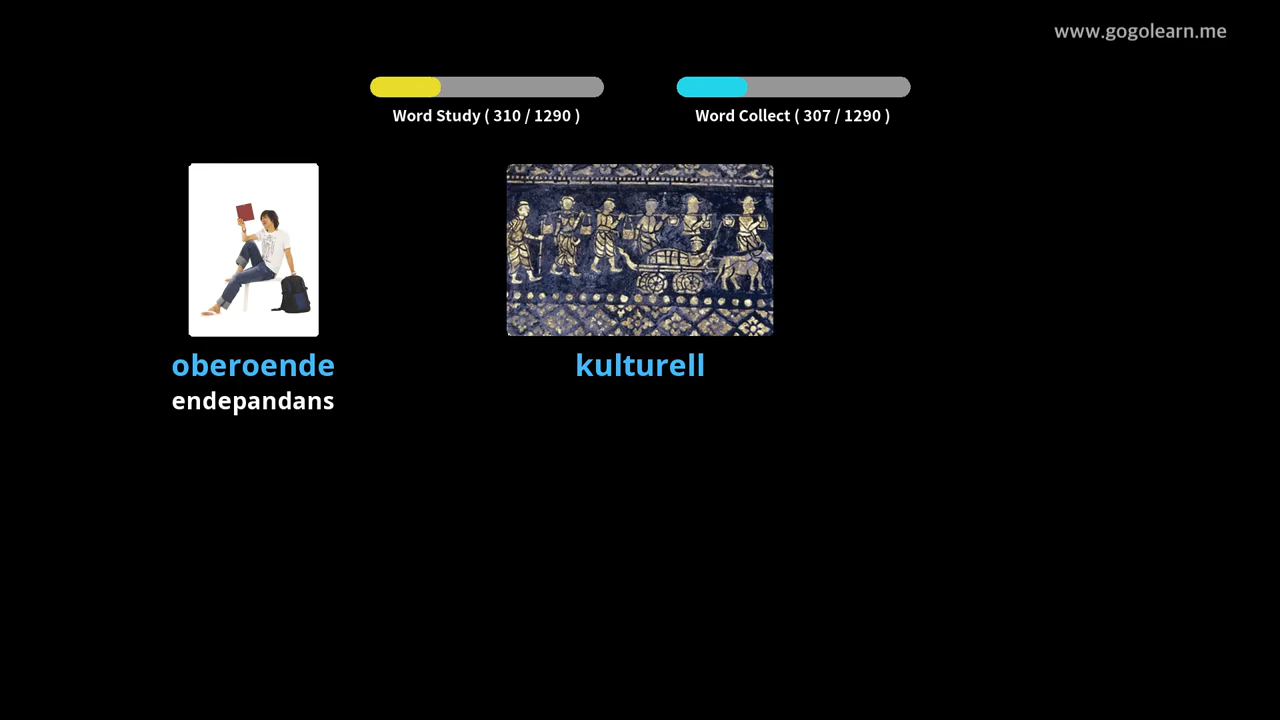 www.gogolearn.me
Word Study ( 310 / 1290 )
Word Collect ( 307 / 1290 )
oberoende
endepandans
kulturell